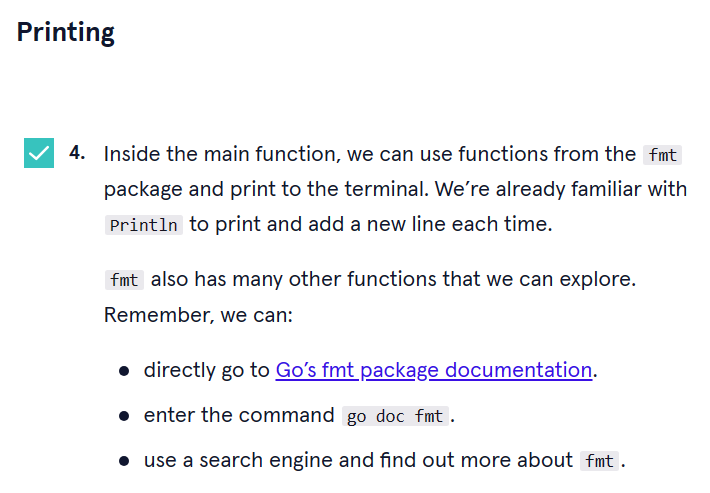 Printing
4. Inside the main function, we can use functions from the fmt
package and print to the terminal. We’re already familiar with
Println to print and add a new line each time.
fmt also has many other functions that we can explore.
Remember, we can:
• directly go to Go’s fmt package documentation.
• enter the command go doc fmt.
• use a search engine and find out more about fmt.